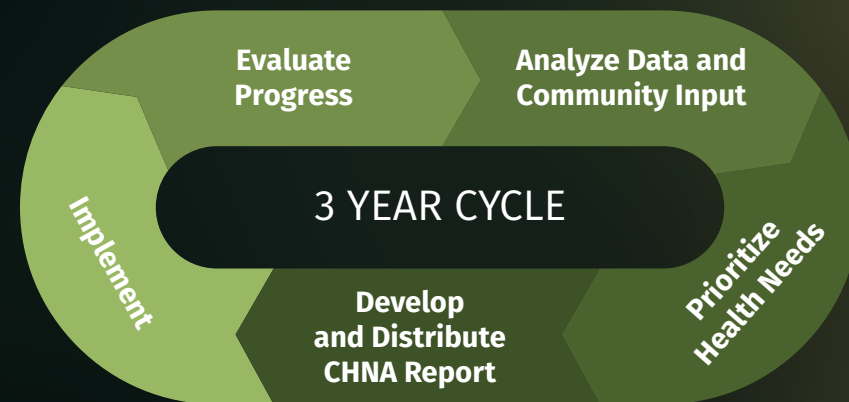 Evaluate
Progress
Analyze Data and
Community Input
3 YEAR CYCLE
Prioritize
Health Needs
Develop
and Distribute
CHNA Report
Implement